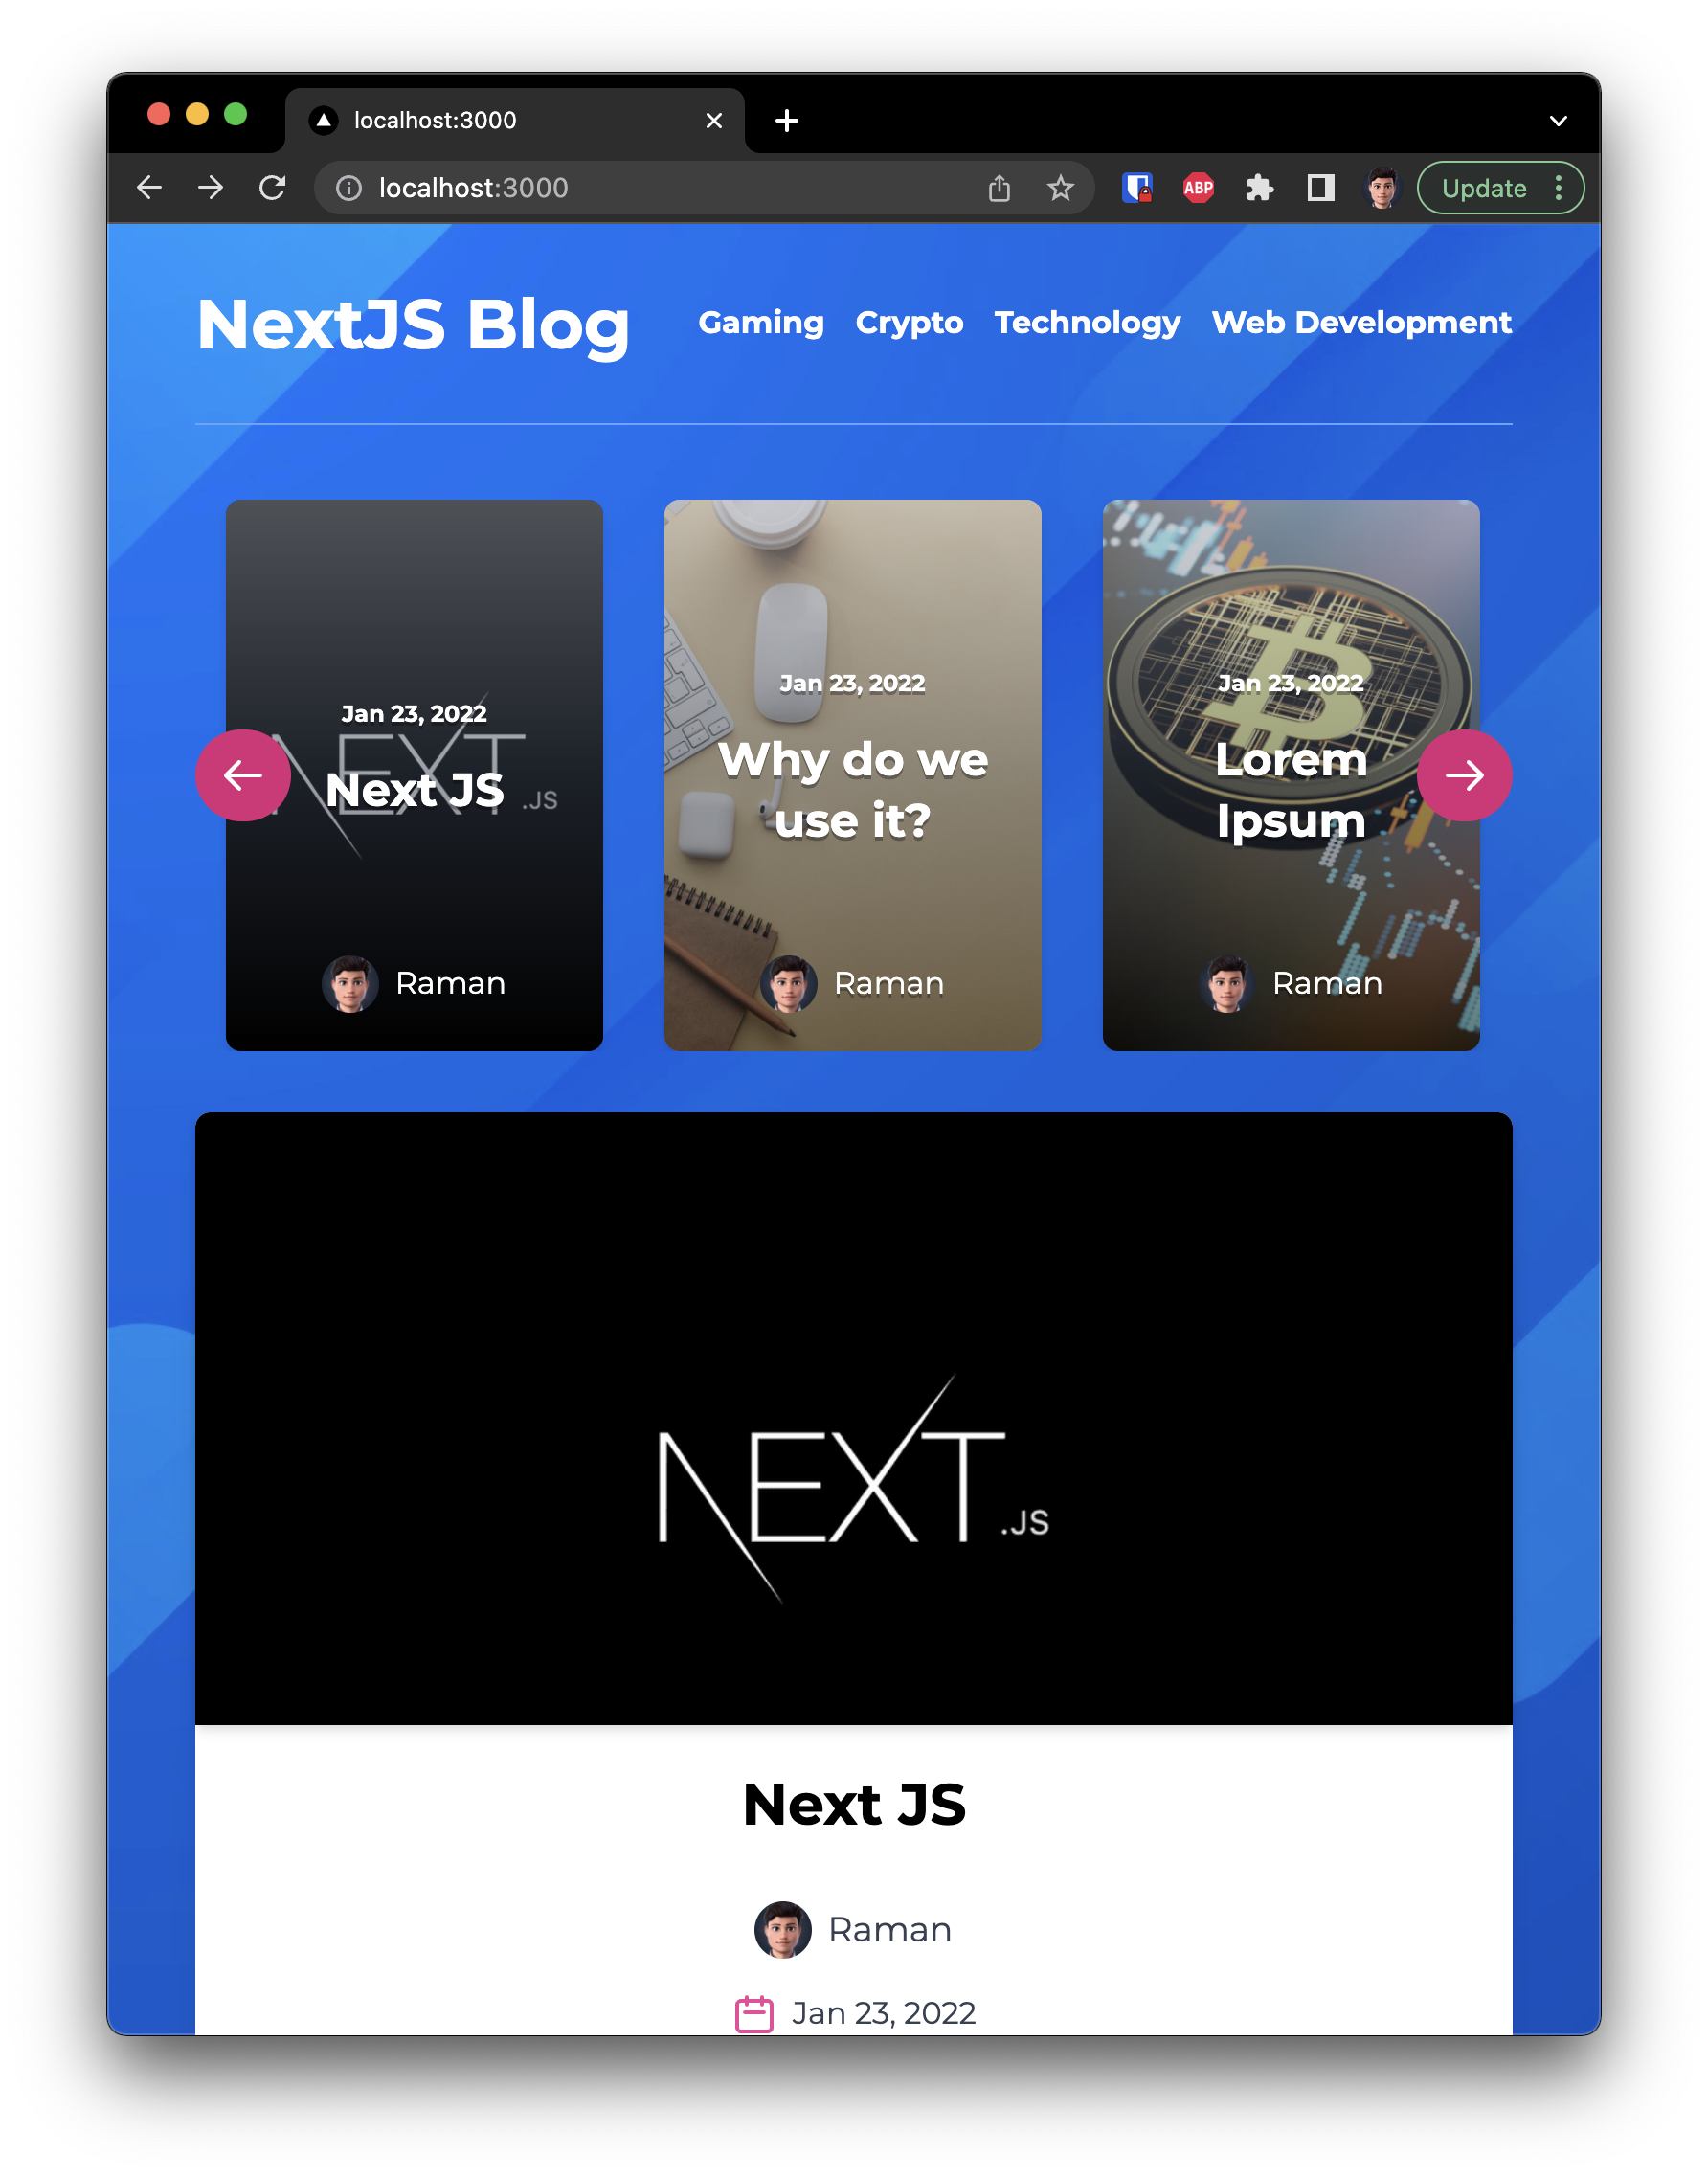 localhost:3000
localhost:3000
ABP
Update
NextJS Blog
Gaming Crypto Technology Web Development
Jan 23, 2022
NEXT.JS
Next JS
Raman
Jan 23, 2022
Why do we
use it?
Raman
Jan 23, 2022
Lorem
Ipsum
Raman
NEXT.JS
Next JS
Raman
Jan 23, 2022